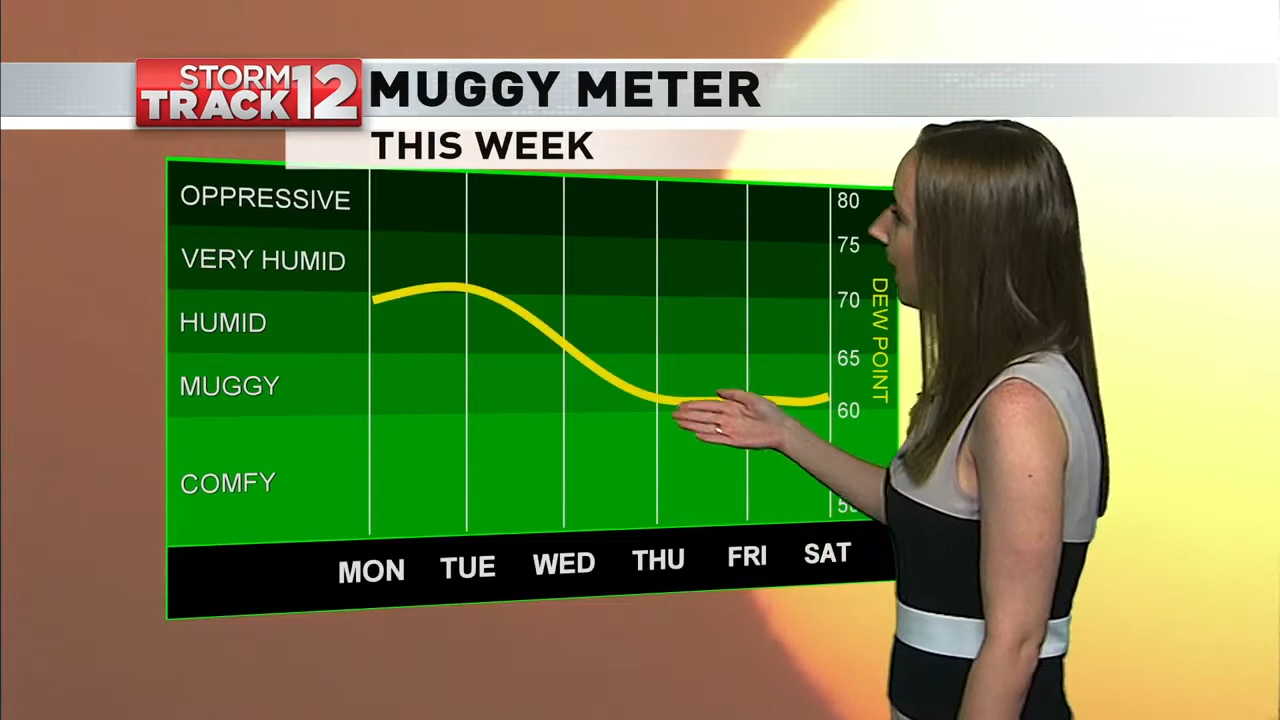 STORM
TRACK 12
MUGGY METER
THIS WEEK
OPPRESSIVE
VERY HUMID
HUMID
MUGGY
COMFY
80
75
70
65
60
DEW POINT
MON TUE WED THU FRI SAT